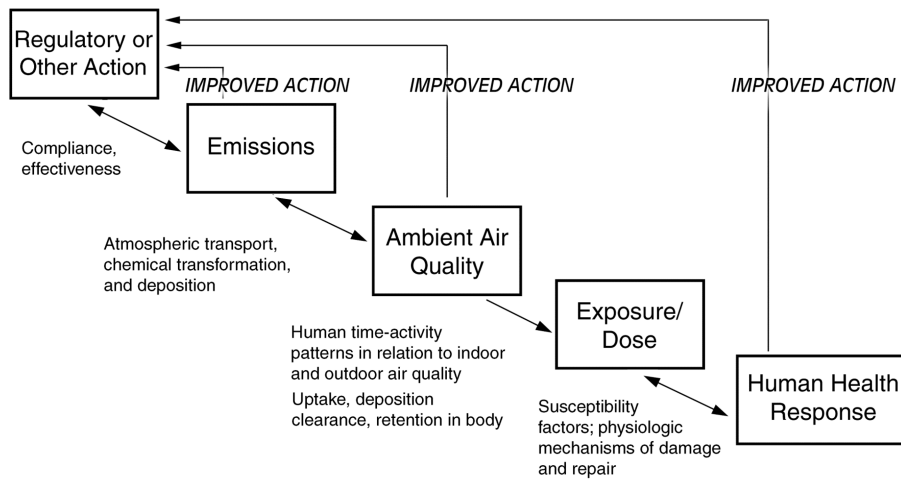 Regulatory or
Other Action
IMPROVED ACTION
IMPROVED ACTION
IMPROVED ACTION
Compliance,
effectiveness
Emissions
Atmospheric transport,
chemical transformation,
and deposition
Ambient Air
Quality
Human time-activity
patterns in relation to indoor
and outdoor air quality
Uptake, deposition
clearance, retention in body
Exposure/
Dose
Susceptibility
factors; physiologic
mechanisms of damage
and repair
Human Health
Response